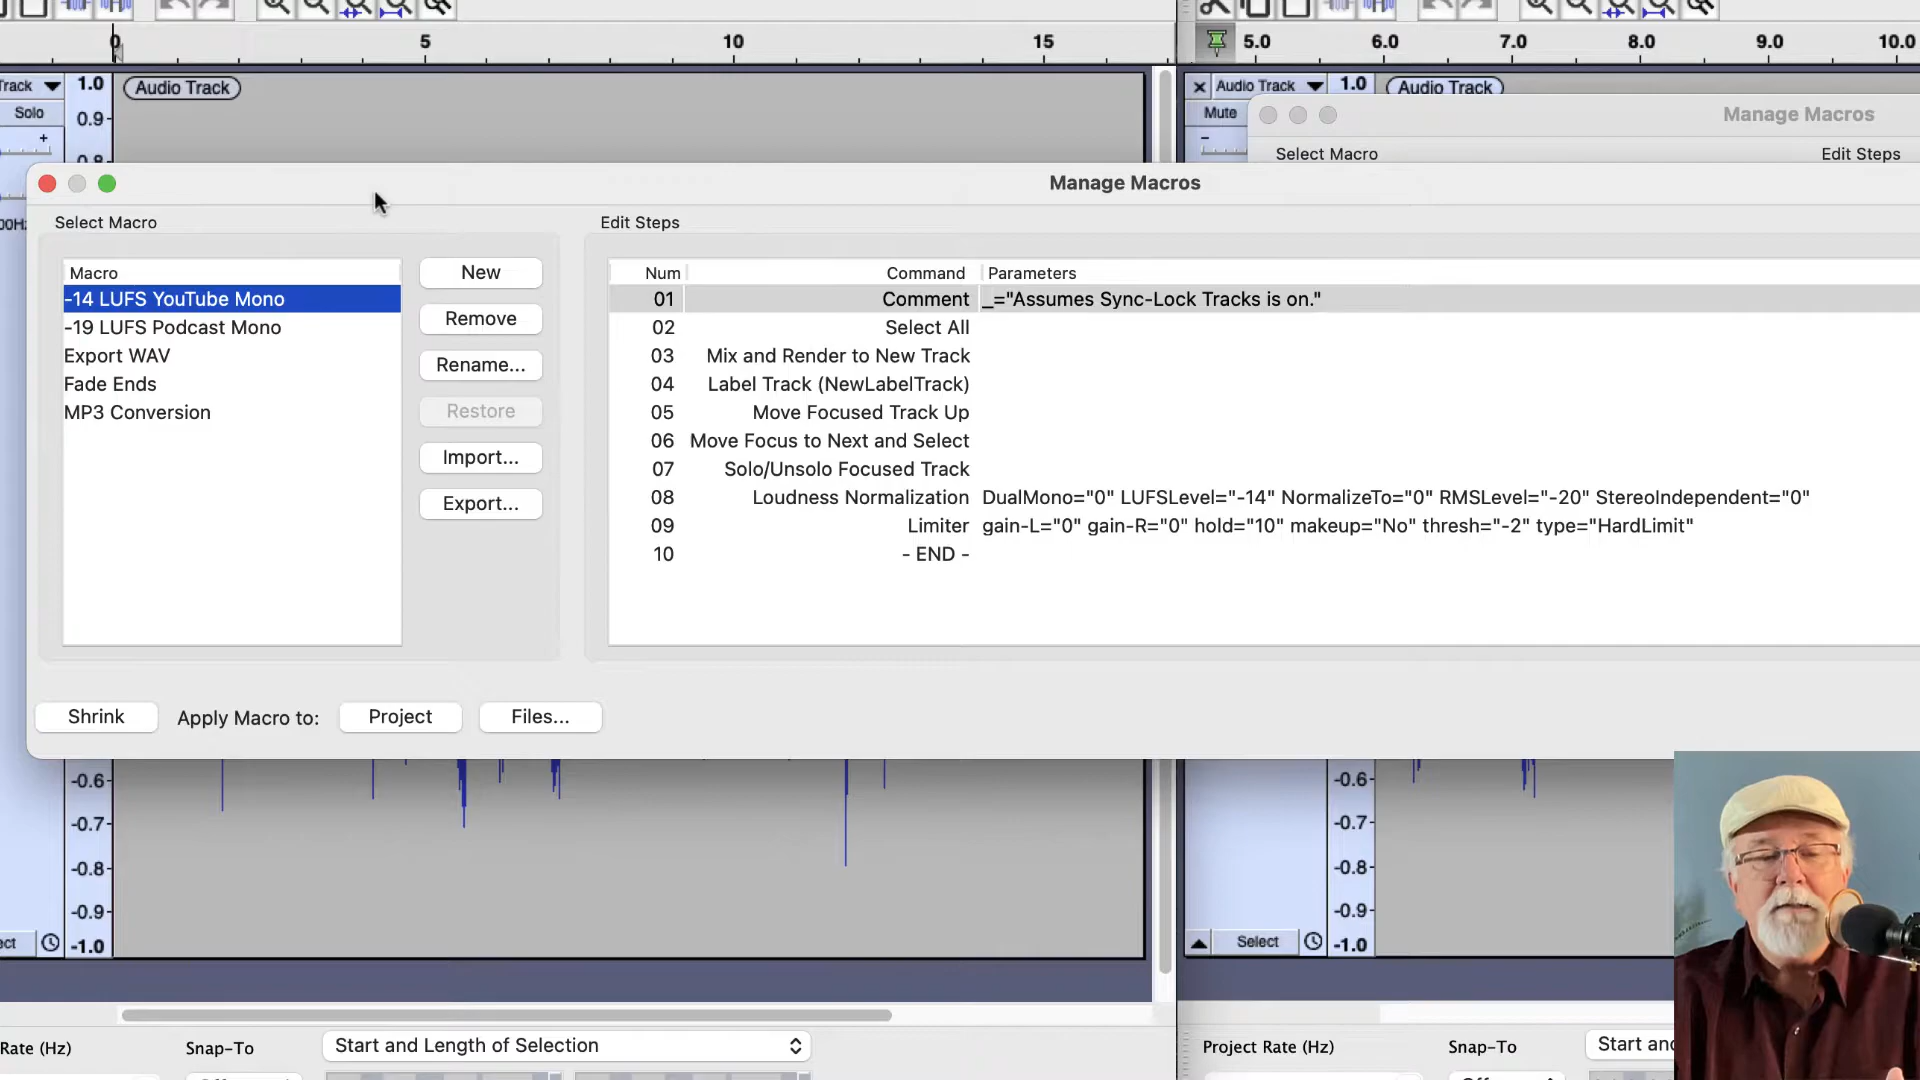 0 5 10 15
5.0 6.0 7.0 8.0 9.0 10.0
Track 1.0 Audio Track
Audio Track 1.0 Audio Track
Solo 0.9
Mute
Manage Macros
+
-
Select Macro Edit Steps
Manage Macros
Select Macro
Edit Steps
Macro
-14 LUFS YouTube Mono
-19 LUFS Podcast Mono
Export WAV
Fade Ends
MP3 Conversion
New
Remove
Rename...
Restore
Import...
Export...
Num Command Parameters
01 Comment _="Assumes Sync-Lock Tracks is on."
02 Select All
03 Mix and Render to New Track
04 Label Track (NewLabelTrack)
05 Move Focused Track Up
06 Move Focus to Next and Select
07 Solo/Unsolo Focused Track
08 Loudness Normalization DualMono="0" LUFSLevel="-14" NormalizeTo="0" RMSLevel="-20" StereoIndependent="0"
09 Limiter gain-L="0" gain-R="0" hold="10" makeup="No" thresh="-2" type="HardLimit"
10 - END -
Shrink Apply Macro to: Project Files...
-0.6
-0.7
-0.8
-0.9
-1.0
-0.6
-0.7
-0.8
-0.9
Select -1.0
Rate (Hz) Snap-To Start and Length of Selection
Project Rate (Hz) Snap-To Start and